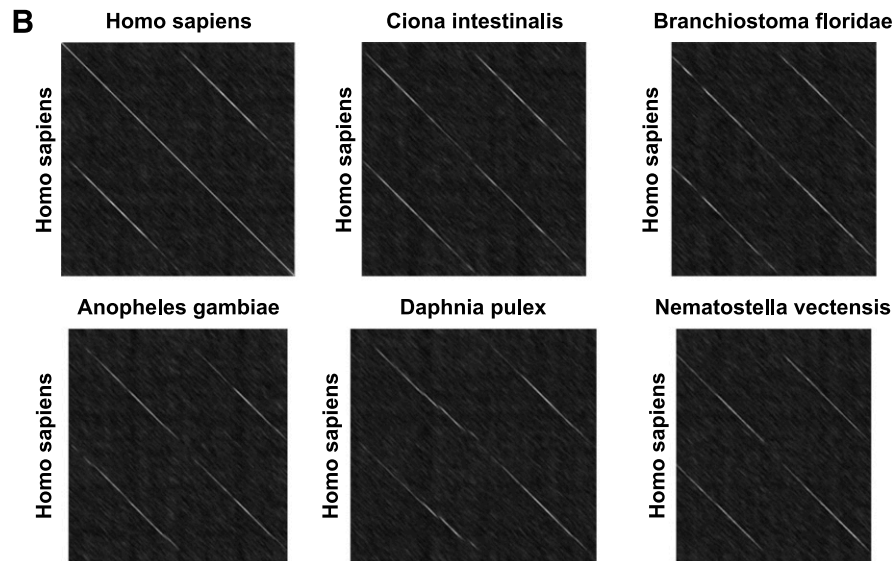 B
Homo sapiens
Ciona intestinalis
Branchiostoma floridae
Homo sapiens
Homo sapiens
Homo sapiens
Anopheles gambiae
Daphnia pulex
Nematostella vectensis
Homo sapiens
Homo sapiens
Homo sapiens